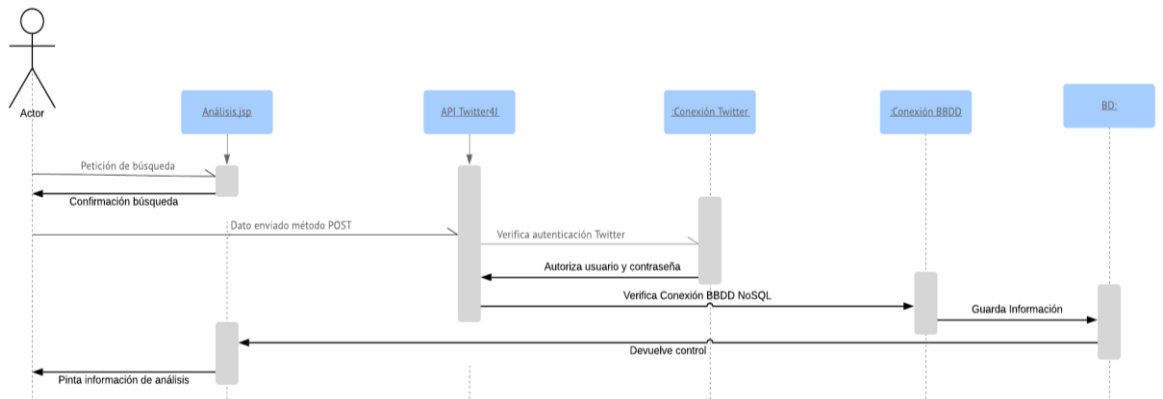 Actor
Análisis.jsp
API Twitter4J
:Conexión Twitter
:Conexión BBDD
BD:
Petición de búsqueda
Confirmación búsqueda
Dato enviado método POST
Verifica autenticación Twitter
Autoriza usuario y contraseña
Verifica Conexión BBDD NoSQL
Guarda Información
Devuelve control
Pinta información de análisis